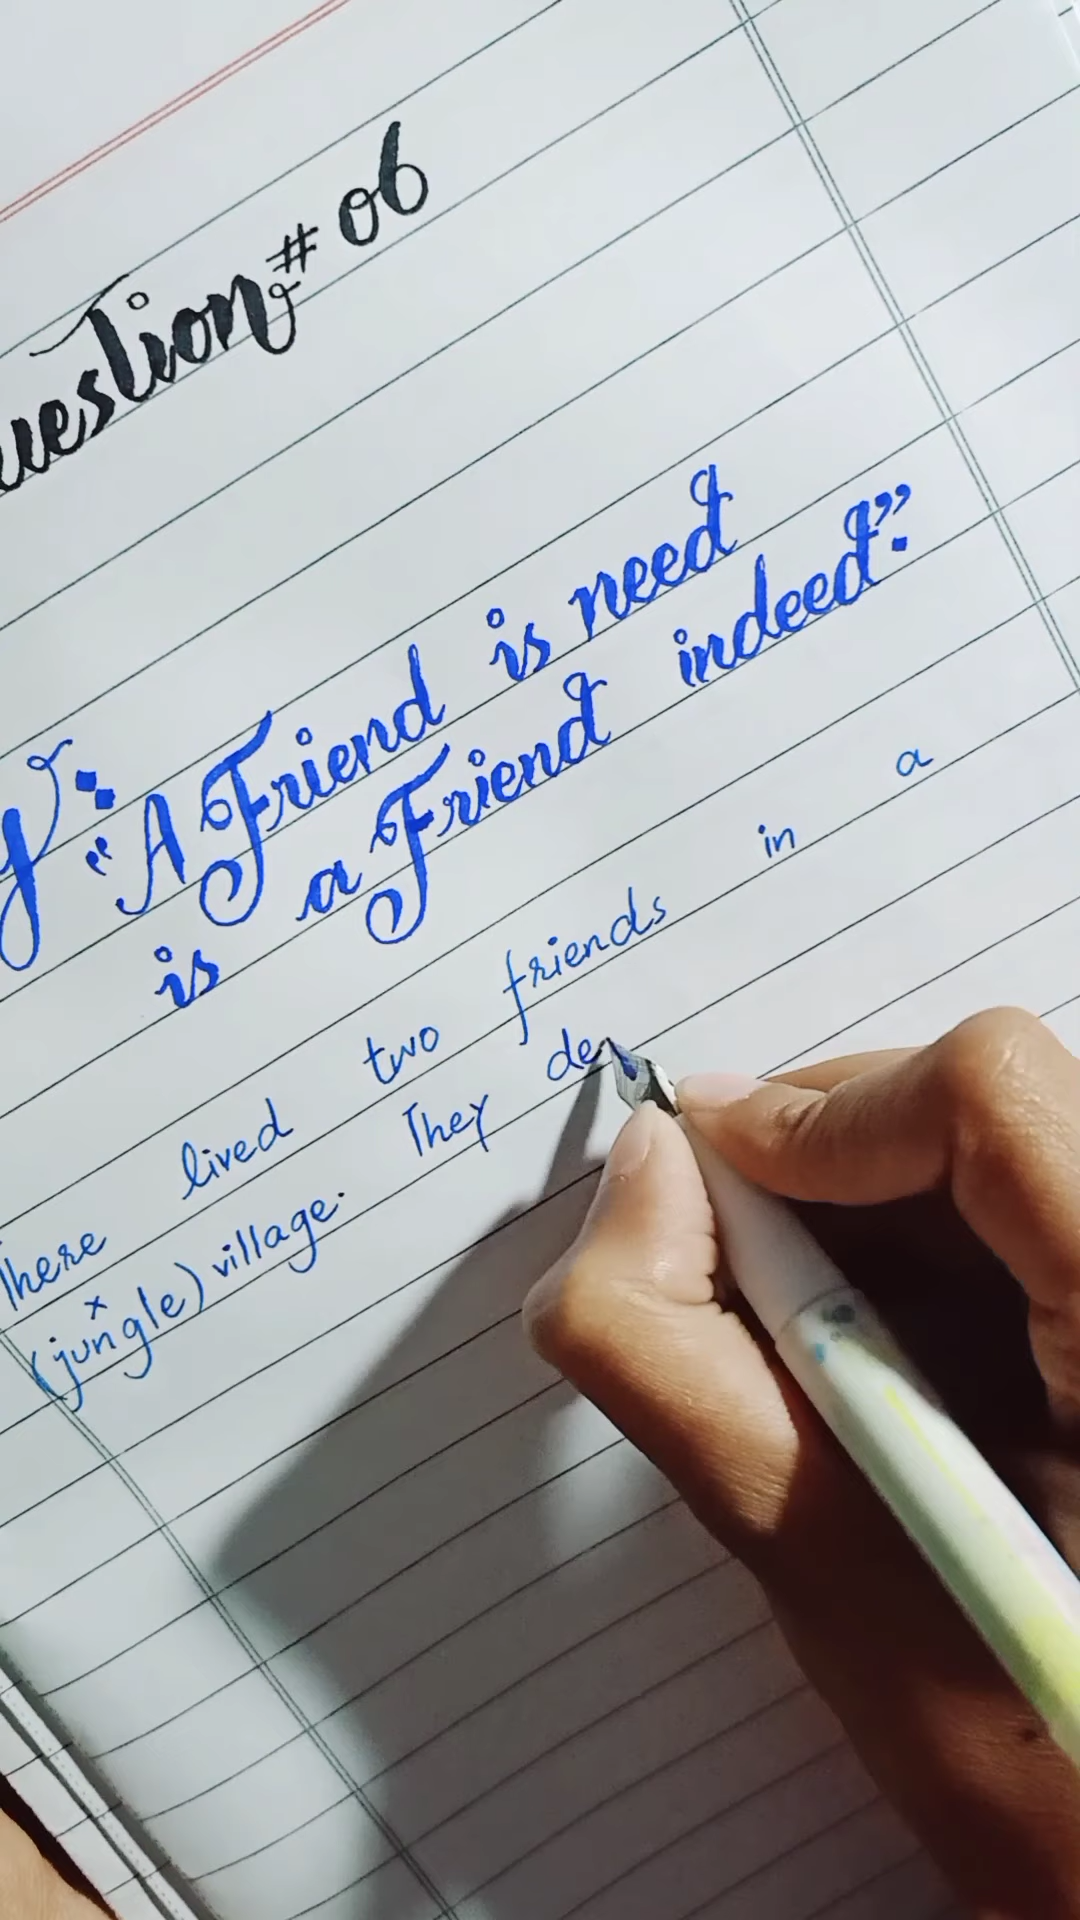 uestion # 06
y: "A Friend is need
is a Friend indeed".
There lived two friends in a
(jungle) village. They de